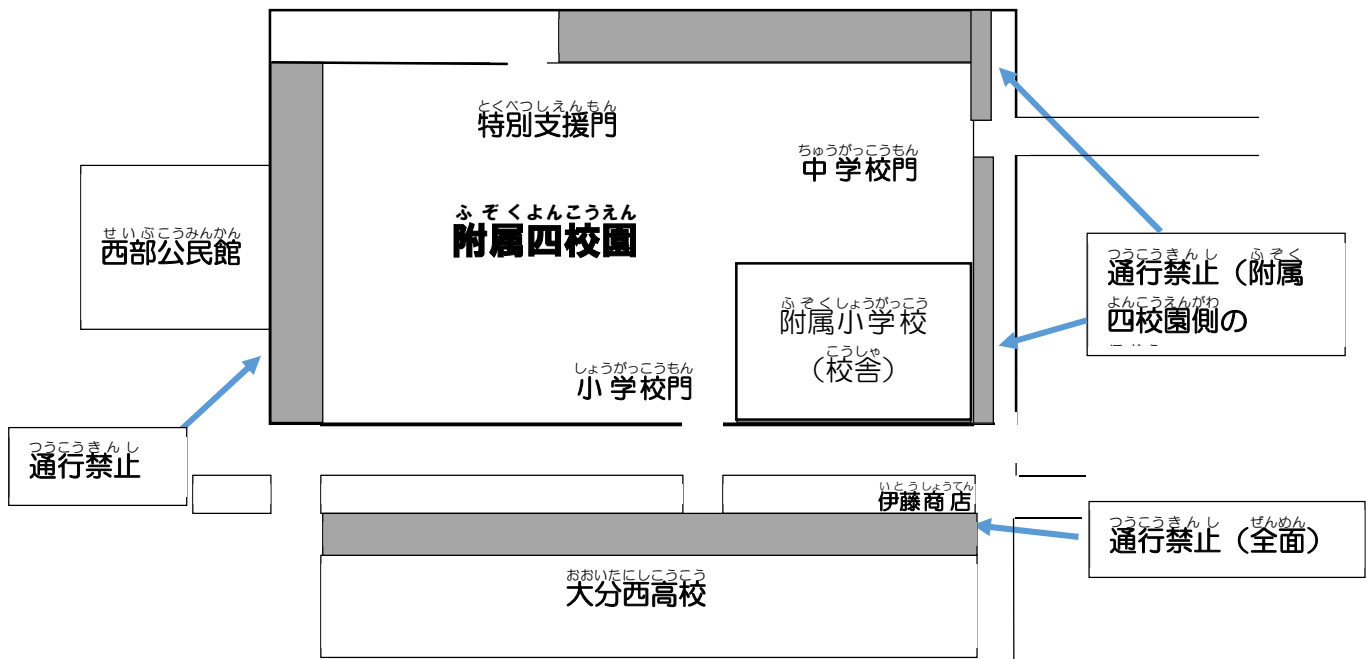 とくべつしえんもん
特別支援門
ちゅうがっこうもん
中学校門
ふぞくよんこうえん
附属四校園
せいぶこうみんかん
西部公民館
つうこうきんし ふぞく
通行禁止（附属
よんこうえんがわ
四校園側の
ふぞくしょうがっこう
附属小学校
こうしゃ
（校舎）
しょうがっこうもん
小学校門
つうこうきんし
通行禁止
いとうしょうてん
伊藤商店
つうこうきんし ぜんめん
通行禁止（全面）
おおいたにしこうこう
大分西高校